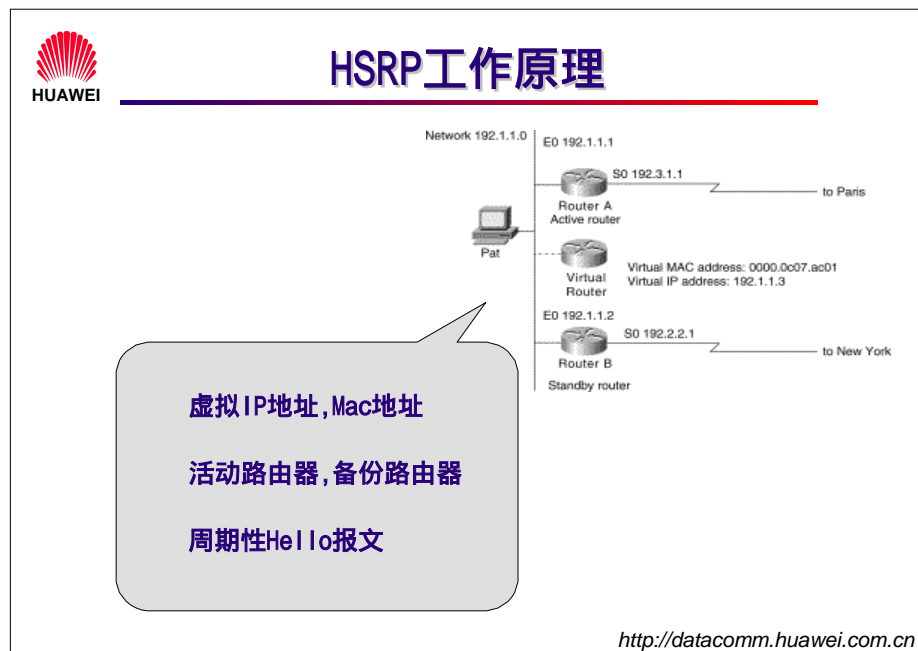 HUAWEI
HSRP工作原理
Network 192.1.1.0
E0 192.1.1.1
S0 192.3.1.1
to Paris
Router A
Active router
Pat
Virtual
Router
Virtual MAC address: 0000.0c07.ac01
Virtual IP address: 192.1.1.3
E0 192.1.1.2
S0 192.2.2.1
to New York
Router B
Standby router
虚拟IP地址,Mac地址
活动路由器,备份路由器
周期性Hello报文
http://datacomm.huawei.com.cn